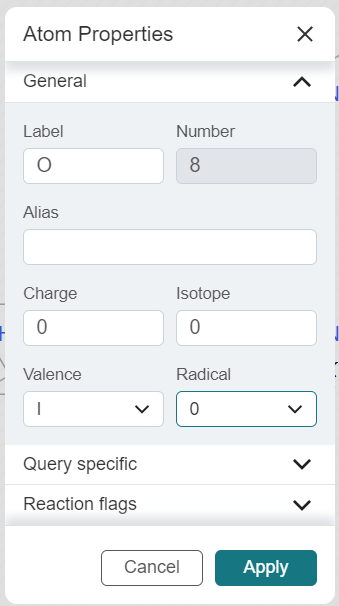 Atom Properties
General
Label Number
O 8
Alias
Charge Isotope
0 0
Valence Radical
I 0
Query specific
Reaction flags
Cancel Apply